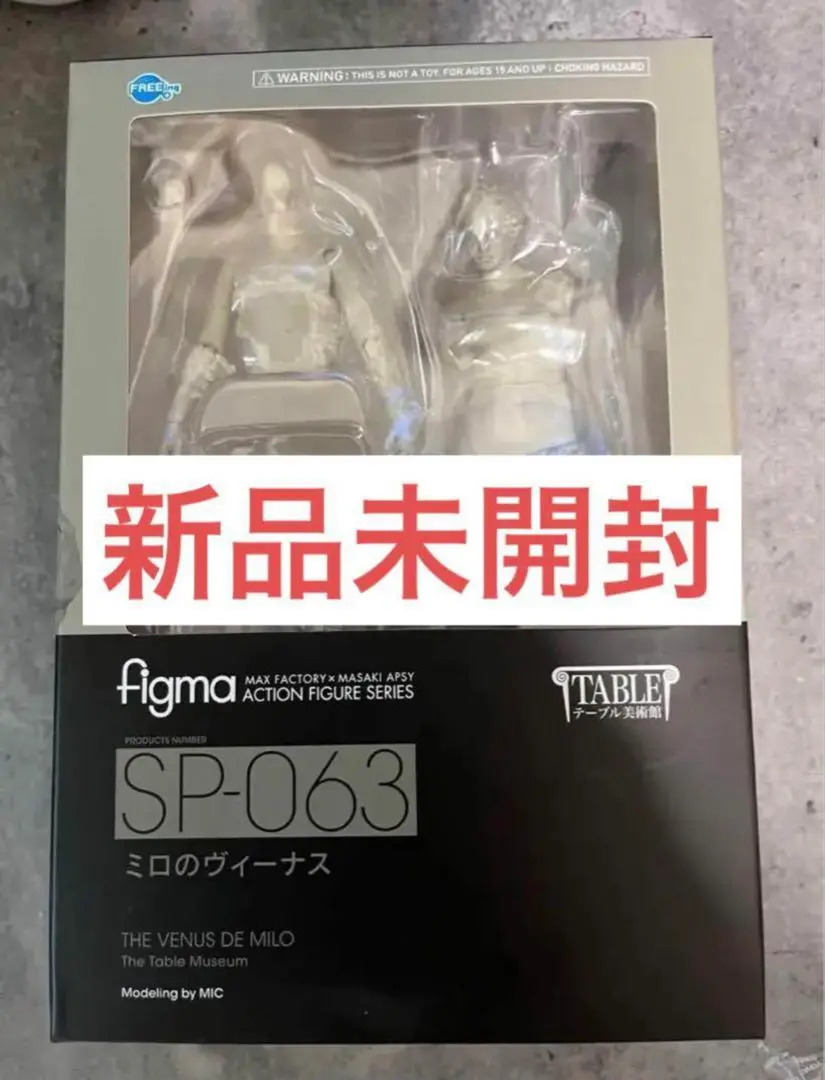 FREEing
WARNING: THIS IS NOT A TOY. FOR AGES 15 AND UP : CHOKING HAZARD
新品未開封
figma
MAX FACTORY×MASAKI APSY
ACTION FIGURE SERIES
TABLE
テーブル美術館
PRODUCTS NUMBER
SP-063
ミロのヴィーナス
THE VENUS DE MILO
The Table Museum
Modeling by MIC